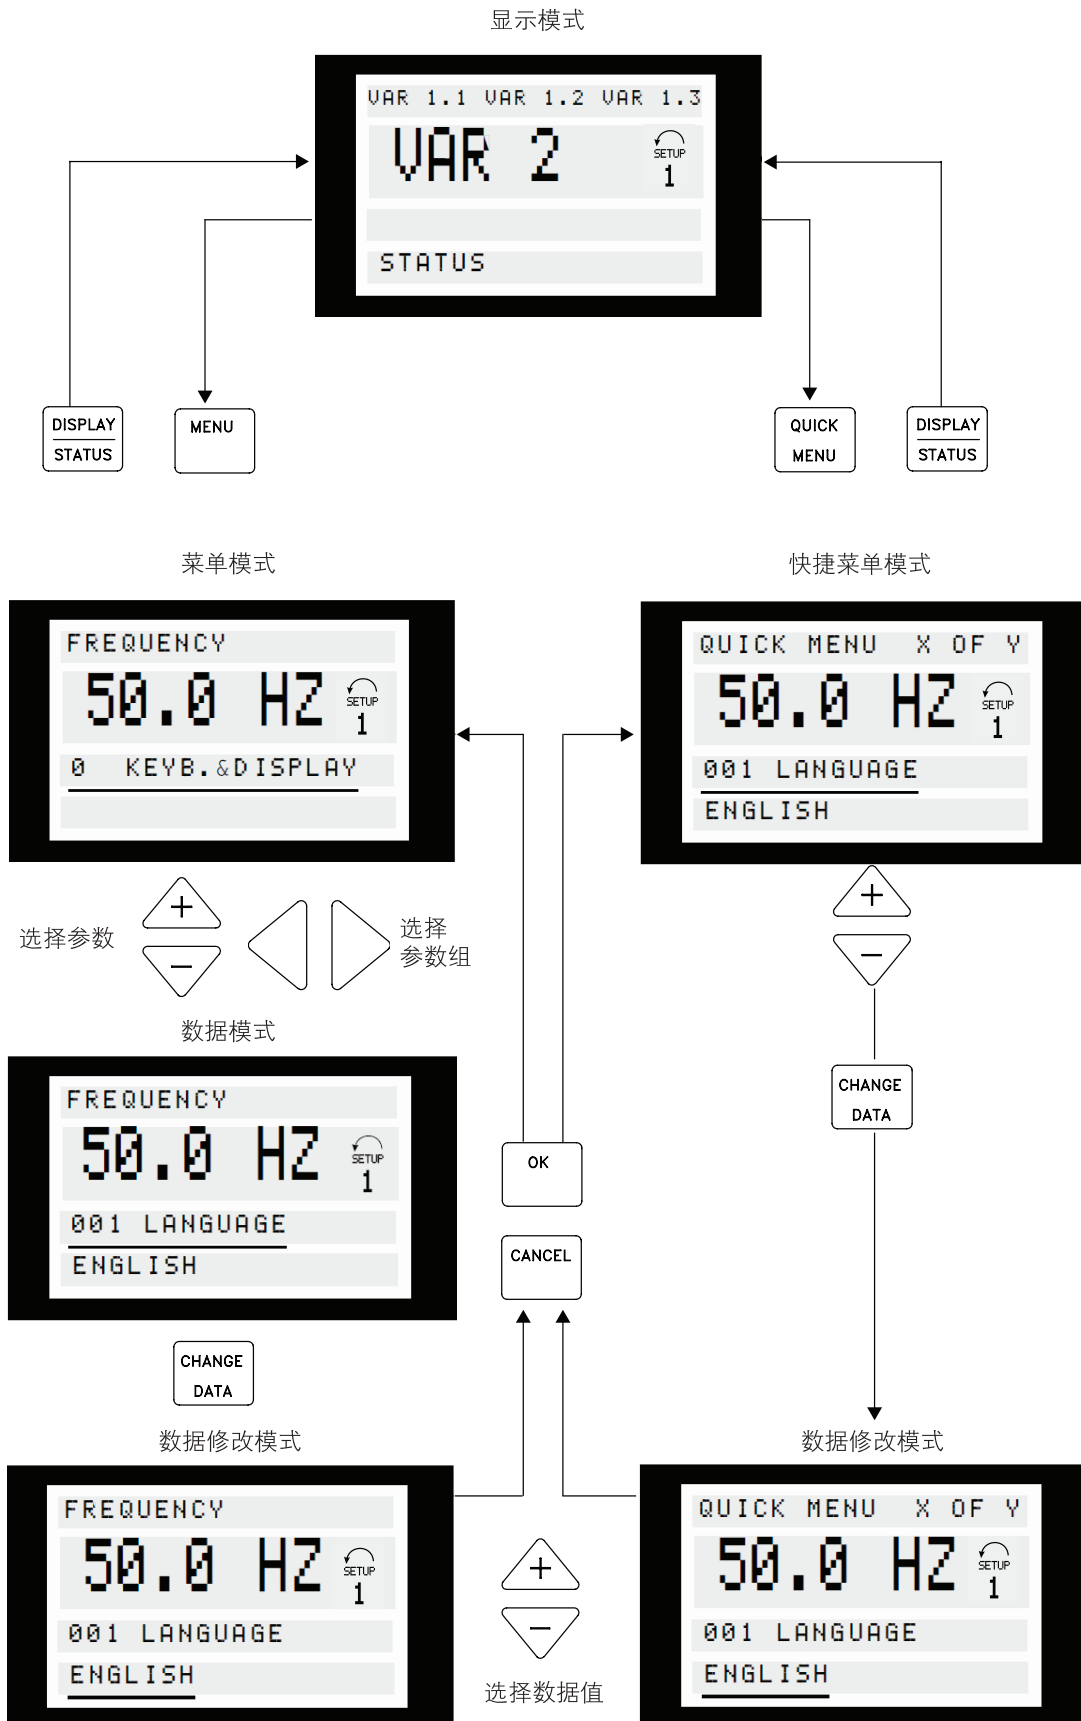 显示模式
VAR 1.1 VAR 1.2 VAR 1.3
VAR 2
SETUP
1
STATUS
DISPLAY
STATUS
MENU
QUICK
MENU
DISPLAY
STATUS
菜单模式
FREQUENCY
50.0 HZ
SETUP
1
0 KEYB.&DISPLAY
快捷菜单模式
QUICK MENU X OF Y
50.0 HZ
SETUP
1
001 LANGUAGE
ENGLISH
选择参数
+
-
选择
参数组
+
-
数据模式
FREQUENCY
50.0 HZ
SETUP
1
001 LANGUAGE
ENGLISH
CHANGE
DATA
OK
CANCEL
CHANGE
DATA
数据修改模式
FREQUENCY
50.0 HZ
SETUP
1
001 LANGUAGE
ENGLISH
+
-
选择数据值
数据修改模式
QUICK MENU X OF Y
50.0 HZ
SETUP
1
001 LANGUAGE
ENGLISH